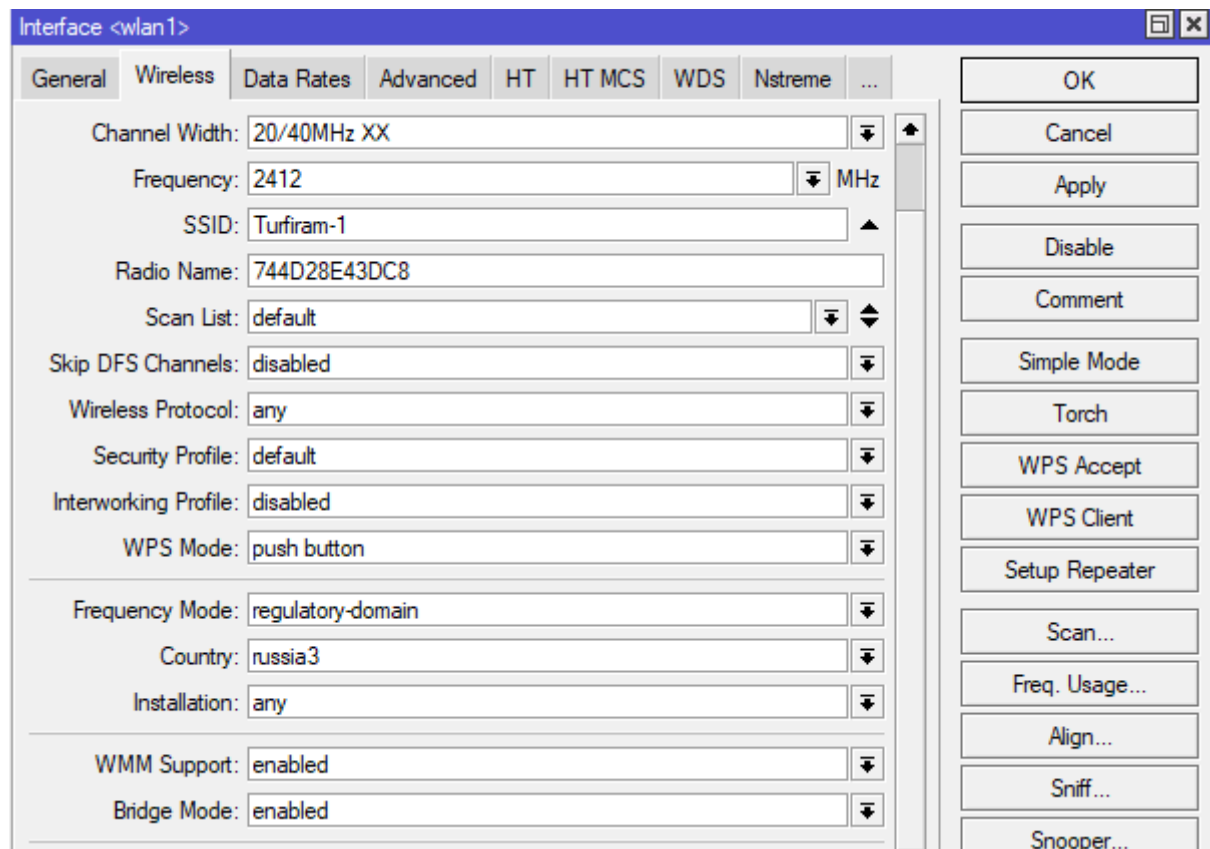 Interface <wlan1>
General Wireless Data Rates Advanced HT HT MCS WDS Nstreme ...
Channel Width: 20/40MHz XX
Frequency: 2412 MHz
SSID: Turfiram-1
Radio Name: 744D28E43DC8
Scan List: default
Skip DFS Channels: disabled
Wireless Protocol: any
Security Profile: default
Interworking Profile: disabled
WPS Mode: push button
Frequency Mode: regulatory-domain
Country: russia3
Installation: any
WMM Support: enabled
Bridge Mode: enabled
OK
Cancel
Apply
Disable
Comment
Simple Mode
Torch
WPS Accept
WPS Client
Setup Repeater
Scan...
Freq. Usage...
Align...
Sniff...
Snooper...